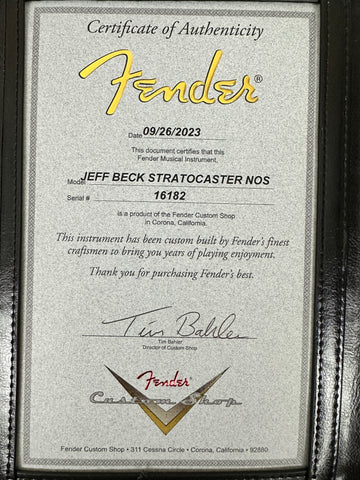 Certificate of Authenticity
Fender®
Date 09/26/2023
This document certifies that this
Fender Musical Instrument,
Model JEFF BECK STRATOCASTER NOS
Serial # 16182
is a product of the Fender Custom Shop
in Corona, California.
This instrument has been custom built by Fender's finest
craftsmen to bring you years of playing enjoyment.
Thank you for purchasing Fender's best.
Tim Bahler
Tim Bahler
Director of Custom Shop
Fender
Custom Shop
Fender Custom Shop • 311 Cessna Circle • Corona, California • 92880